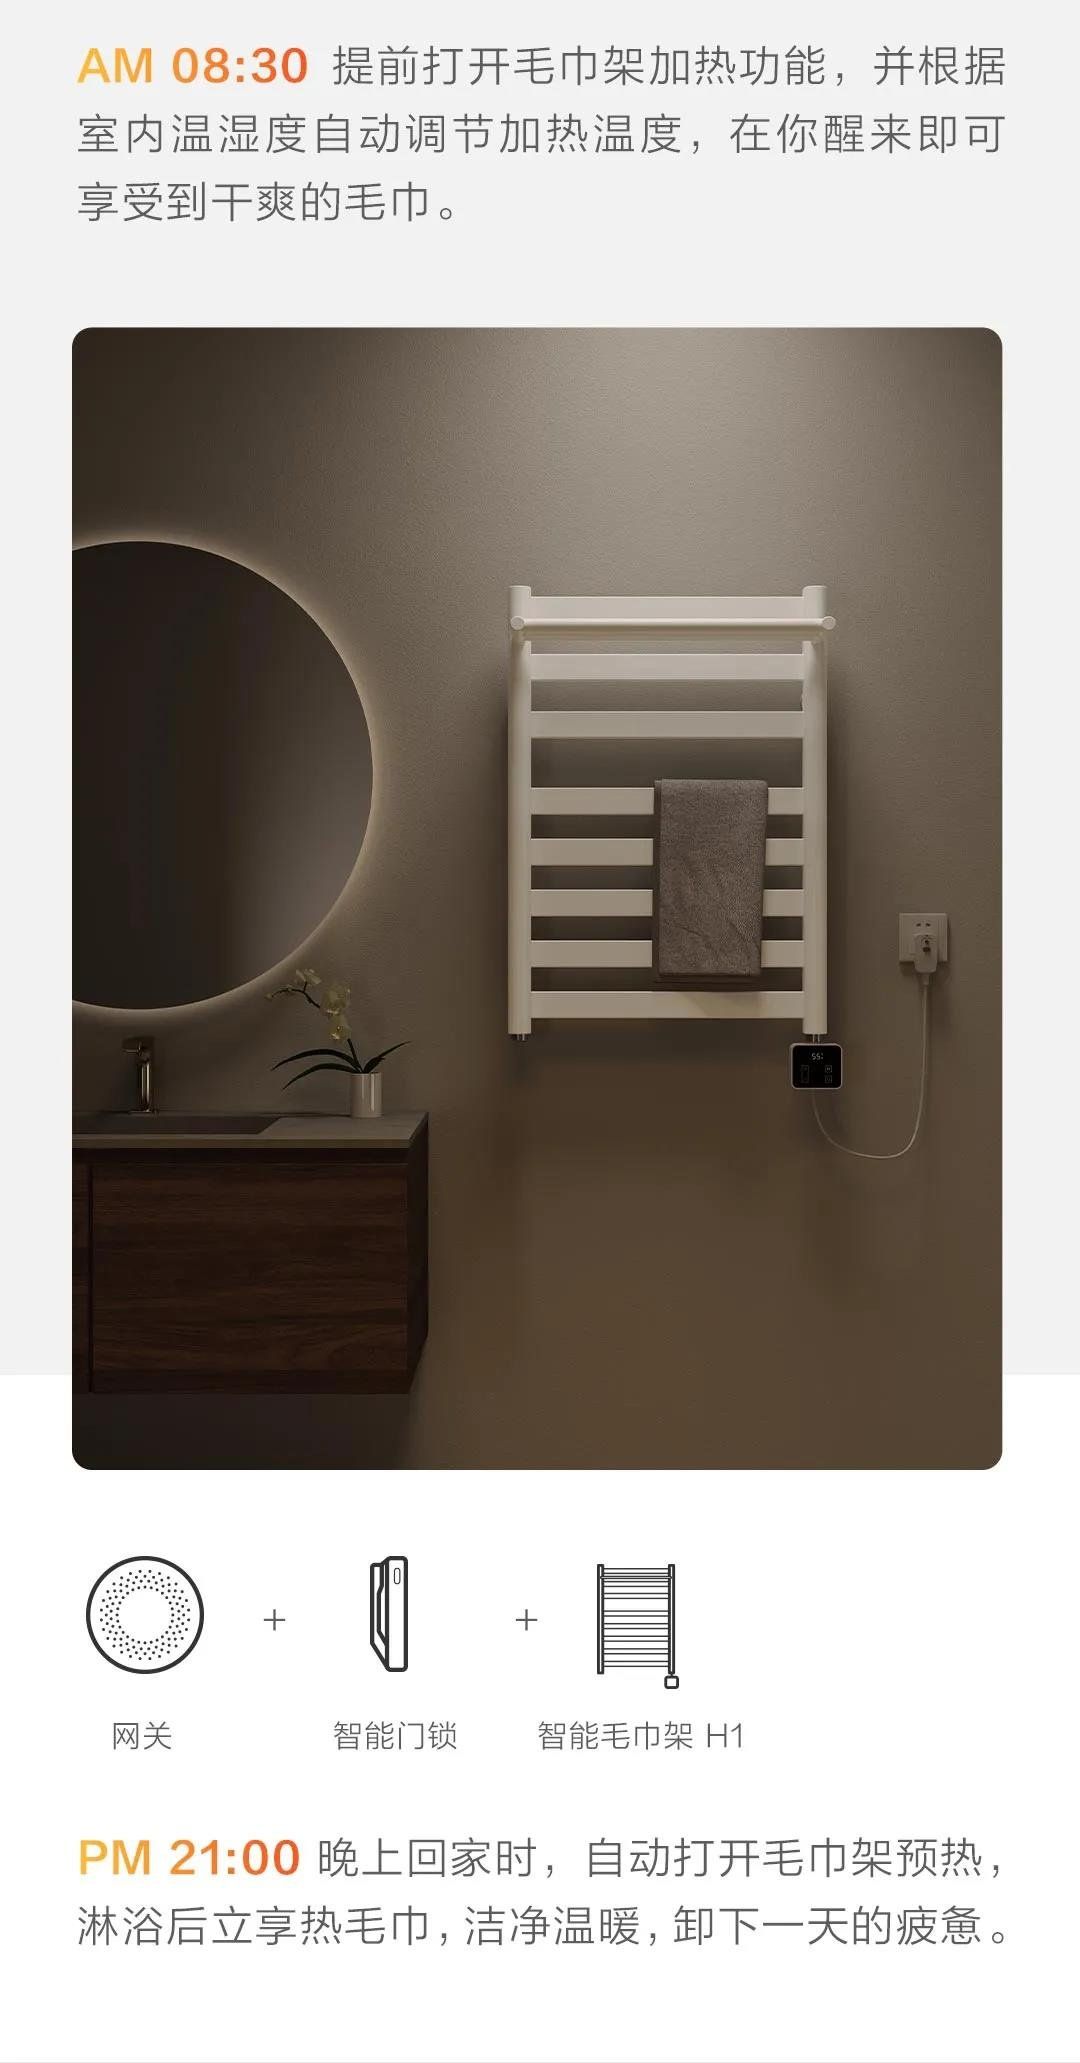 AM 08:30 提前打开毛巾架加热功能，并根据
室内温湿度自动调节加热温度，在你醒来即可
享受到干爽的毛巾。
55
网关
+
智能门锁
+
智能毛巾架 H1
PM 21:00 晚上回家时，自动打开毛巾架预热，
淋浴后立享热毛巾，洁净温暖，卸下一天的疲惫。